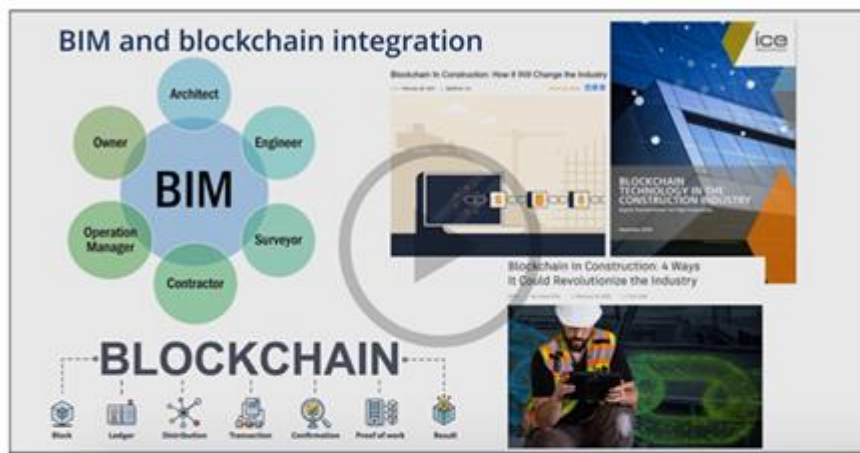 BIM and blockchain integration
Architect
Owner
Engineer
BIM
Operation
Manager
Surveyor
Contractor
BLOCKCHAIN
Block
Ledger
Distribution
Transaction
Confirmation
Proof of work
Result
Blockchain In Construction: How It Will Change the Industry
ice
BLOCKCHAIN
TECHNOLOGY IN THE
CONSTRUCTION INDUSTRY
Blockchain In Construction: 4 Ways
It Could Revolutionize the Industry